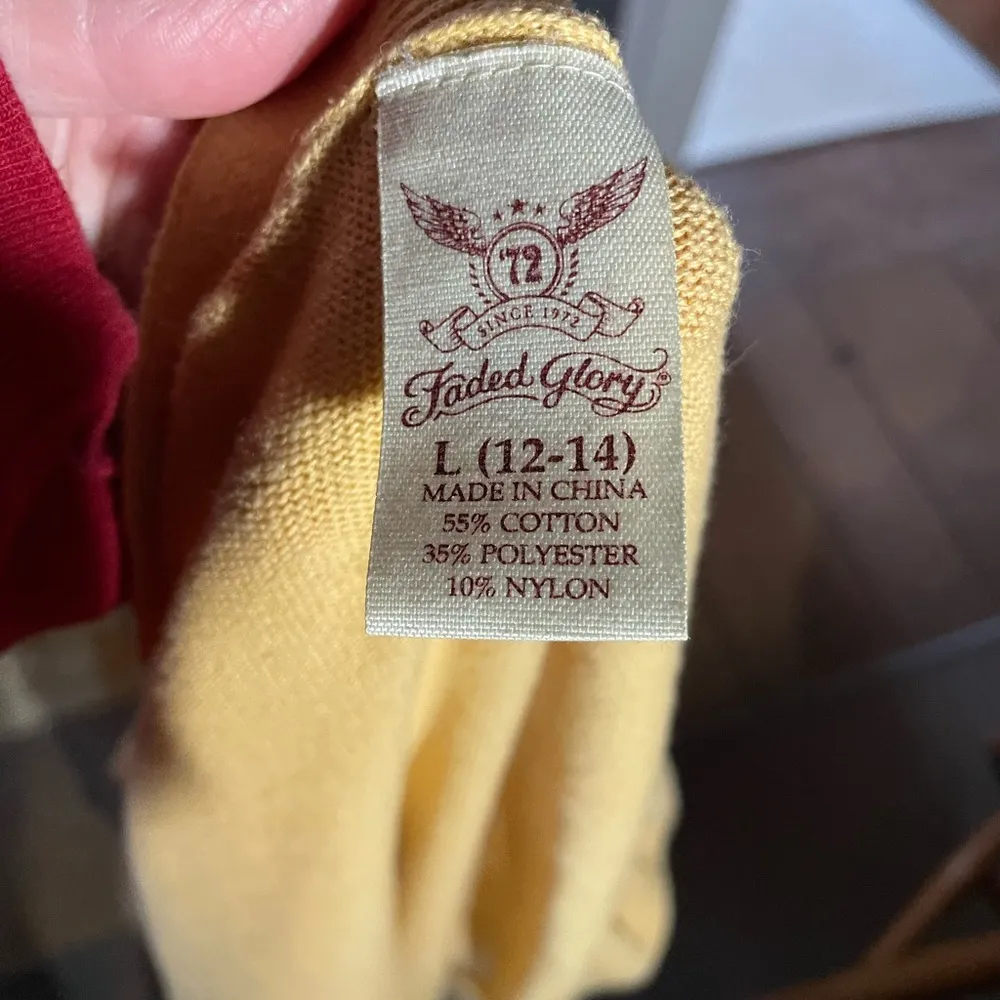 '72
SINCE 1972
Faded Glory®
L (12-14)
MADE IN CHINA
55% COTTON
35% POLYESTER
10% NYLON